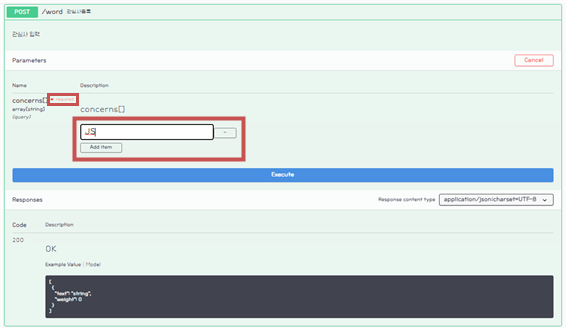 POST /word 관심사등록
관심사 입력
Parameters
Cancel
Name Description
concerns[] * required
array[string]
(query)
concerns[]
JS
-
Add item
Execute
Responses
Response content type application/json;charset=UTF-8
Code Description
200
OK
Example Value | Model
[
{
"text": "string",
"weight": 0
}
]